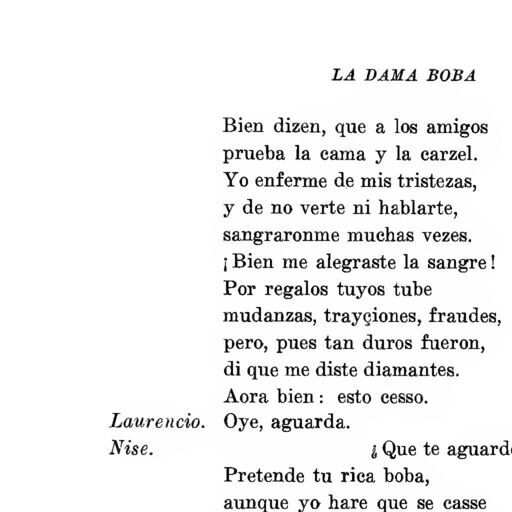 LA DAMA BOBA
Bien dizen, que a los amigos
prueba la cama y la carzel.
Yo enferme de mis tristezas,
y de no verte ni hablarte,
sangraronme muchas vezes.
¡Bien me alegraste la sangre!
Por regalos tuyos tube
mudanzas, trayçiones, fraudes,
pero, pues tan duros fueron,
di que me diste diamantes.
Aora bien: esto cesso.
Laurencio. Oye, aguarda.
Nise. ¿Que te aguard
Pretende tu rica boba,
aunque yo hare que se casse